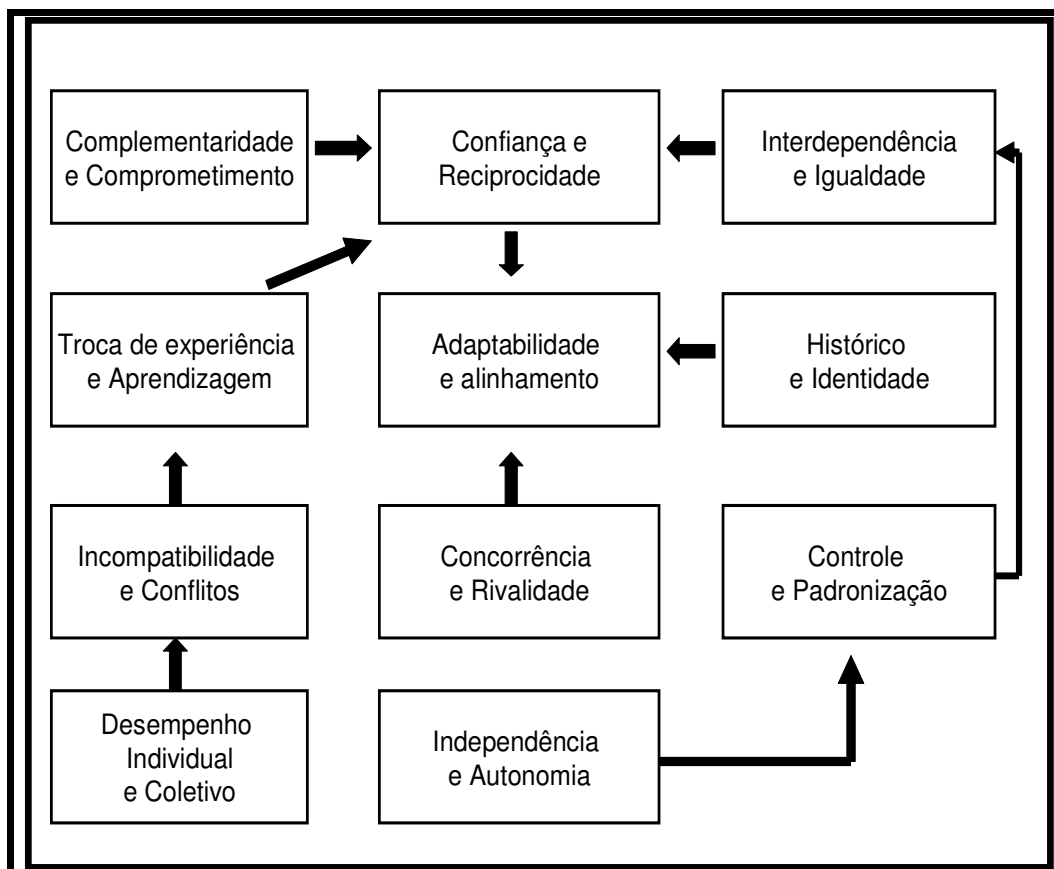 Complementaridade
e Comprometimento
Confiança e
Reciprocidade
Interdependência
e Igualdade
Troca de experiência
e Aprendizagem
Adaptabilidade
e alinhamento
Histórico
e Identidade
Incompatibilidade
e Conflitos
Concorrência
e Rivalidade
Controle
e Padronização
Desempenho
Individual
e Coletivo
Independência
e Autonomia